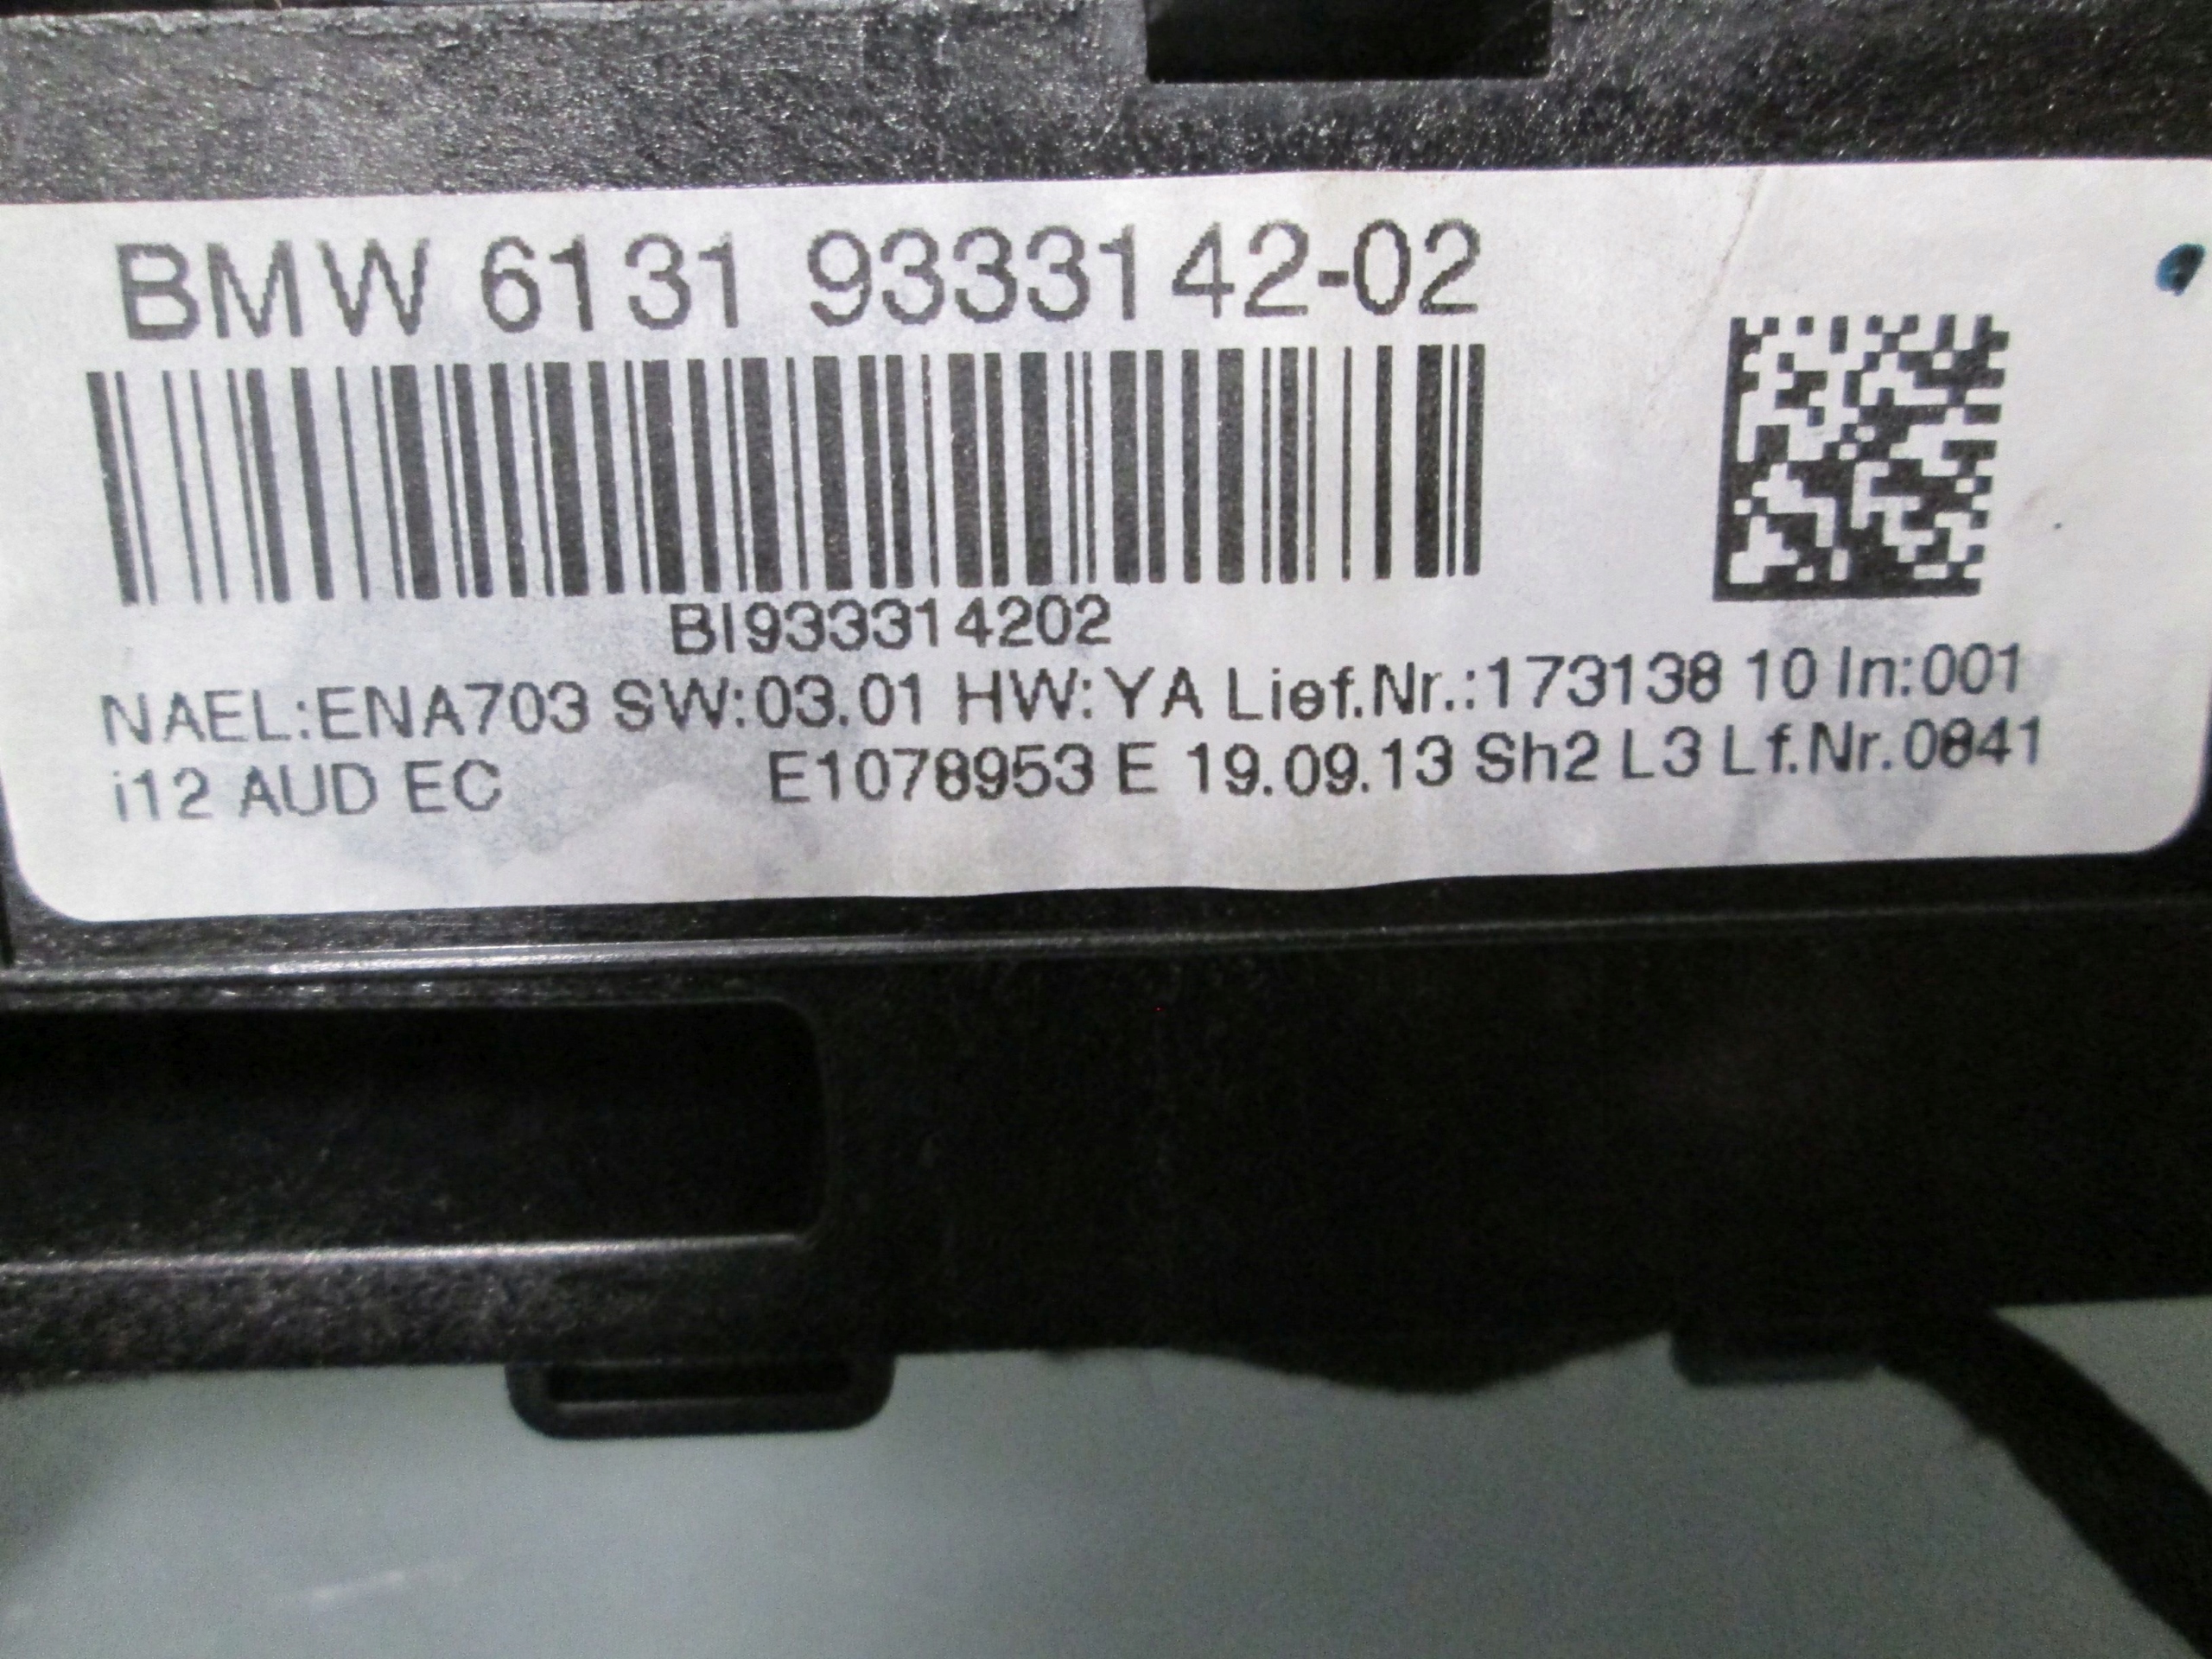 BMW 6131 9333142-02
BI933314202
NAEL:ENA703 SW:03.01 HW:YA Lief.Nr.:173138 10 In:001
i12 AUD EC E1078953 E 19.09.13 Sh2 L3 Lf.Nr.0841